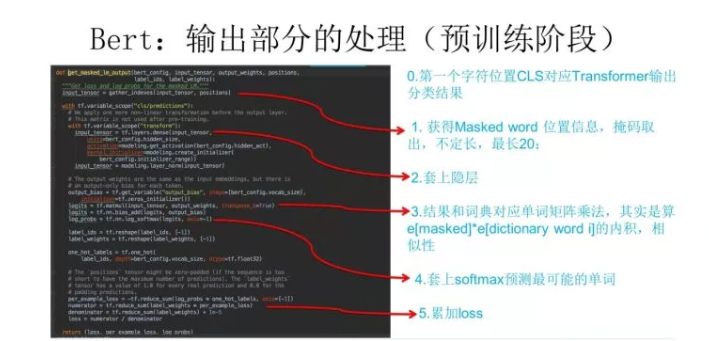 Bert: 输出部分的处理（预训练阶段）
def get_masked_lm_output(bert_config, input_tensor, output_weights, positions,
label_ids, label_weights):
"""Get loss and log probs for the masked LM."""
input_tensor = gather_indexes(input_tensor, positions)
with tf.variable_scope("cls/predictions"):
# We apply one more non-linear transformation before the output layer.
# This matrix is not used after pre-training.
with tf.variable_scope("transform"):
input_tensor = tf.layers.dense(input_tensor,
units=bert_config.hidden_size,
activation=modeling.get_activation(bert_config.hidden_act),
kernel_initializer=modeling.create_initializer(
bert_config.initializer_range))
input_tensor = modeling.layer_norm(input_tensor)
# The output weights are the same as the input embeddings, but there is
# an output-only bias for each token.
output_bias = tf.get_variable("output_bias", shape=[bert_config.vocab_size],
initializer=tf.zeros_initializer())
logits = tf.matmul(input_tensor, output_weights, transpose_b=True)
logits = tf.nn.bias_add(logits, output_bias)
log_probs = tf.nn.log_softmax(logits, axis=-1)
label_ids = tf.reshape(label_ids, [-1])
label_weights = tf.reshape(label_weights, [-1])
one_hot_labels = tf.one_hot(
label_ids, depth=bert_config.vocab_size, dtype=tf.float32)
# The `positions` tensor might be zero-padded (if the sequence is too
# short to have the maximum number of predictions). The `label_weights`
# tensor has a value of 1.0 for every real prediction and 0.0 for the
# padding predictions.
per_example_loss = -tf.reduce_sum(log_probs * one_hot_labels, axis=[-1])
numerator = tf.reduce_sum(label_weights * per_example_loss)
denominator = tf.reduce_sum(label_weights) + 1e-5
loss = numerator / denominator
return (loss, per_example_loss, log_probs)
0.第一个字符位置CLS对应Transformer输出
分类结果
1. 获得Masked word 位置信息，掩码取
出，不定长，最长20；
2.套上隐层
3.结果和词典对应单词矩阵乘法，其实是算
e[masked]*e[dictionary word i]的内积，相
似性
4.套上softmax预测最可能的单词
5.累加loss